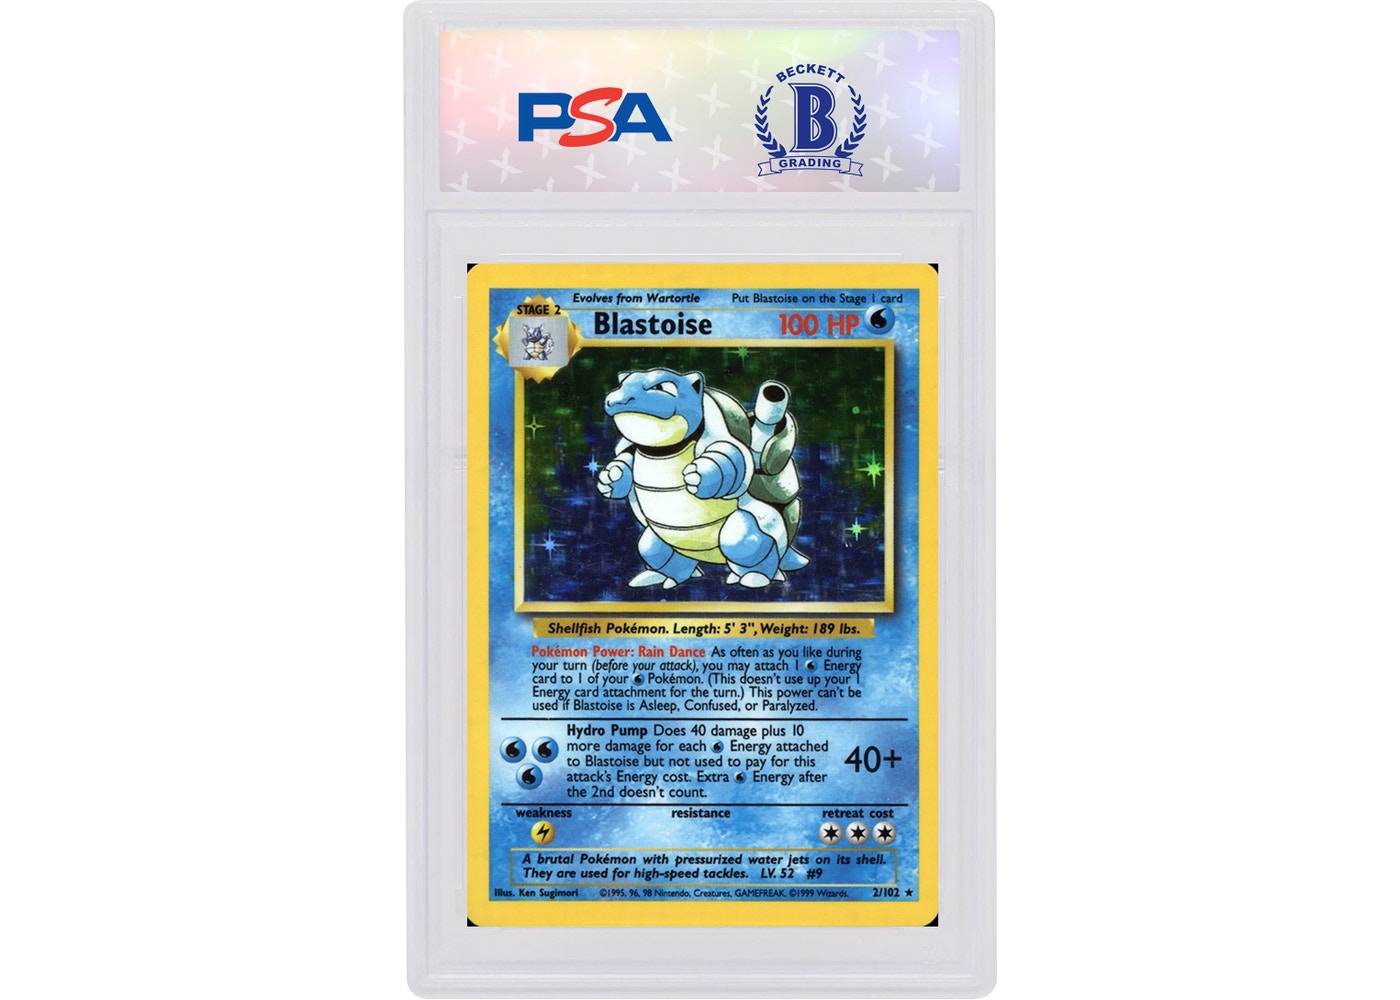 PSA
BECKETT
B
GRADING
Evolves from Wartortle Put Blastoise on the Stage 1 card
STAGE 2
Blastoise 100 HP
Shellfish Pokémon. Length: 5' 3", Weight: 189 lbs.
Pokémon Power: Rain Dance As often as you like during
your turn (before your attack), you may attach 1 Energy
card to 1 of your Pokémon. (This doesn't use up your 1
Energy card attachment for the turn.) This power can't be
used if Blastoise is Asleep, Confused, or Paralyzed.
Hydro Pump Does 40 damage plus 10
more damage for each Energy attached
to Blastoise but not used to pay for this
attack's Energy cost. Extra Energy after
the 2nd doesn't count.
40+
weakness resistance retreat cost
A brutal Pokémon with pressurized water jets on its shell.
They are used for high-speed tackles. LV. 52 #9
Illus. Ken Sugimori ©1995, 96, 98 Nintendo, Creatures, GAMEFREAK. ©1999 Wizards. 2/102 ★